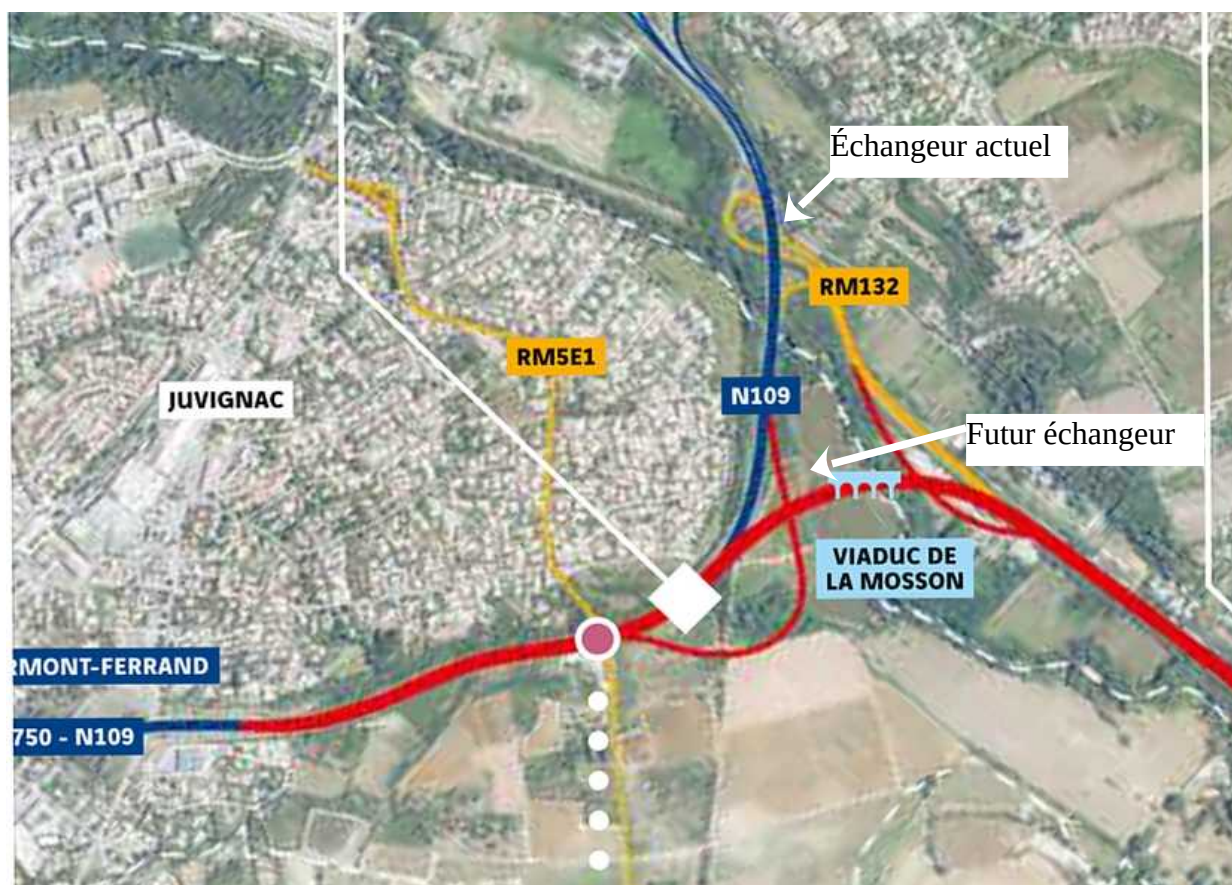 Échangeur actuel
RM132
RM5E1
N109
JUVIGNAC
Futur échangeur
VIADUC DE
LA MOSSON
RMONT-FERRAND
750 - N109